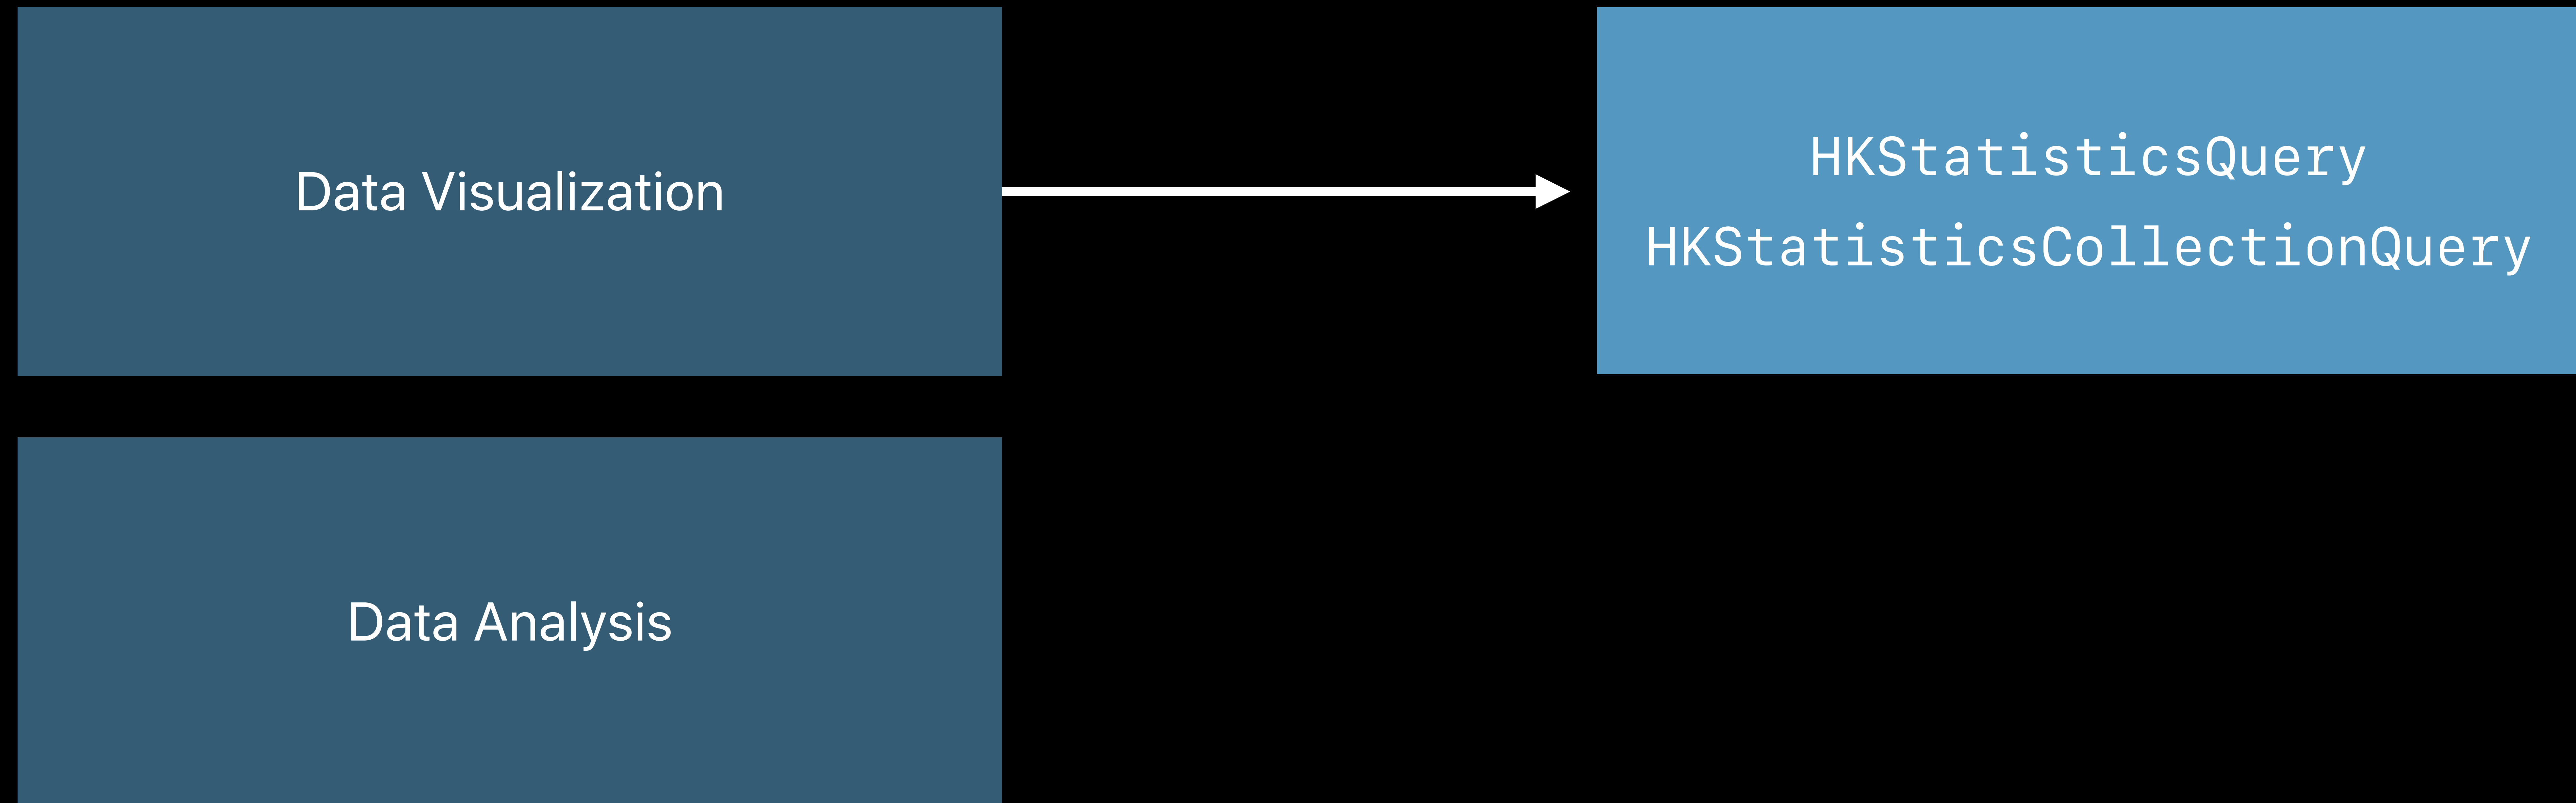 Data Visualization
HKStatisticsQuery
HKStatisticsCollectionQuery
Data Analysis